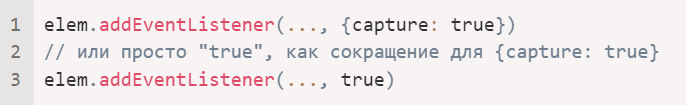 1 elem.addEventListener(..., {capture: true})
2 // или просто "true", как сокращение для {capture: true}
3 elem.addEventListener(..., true)